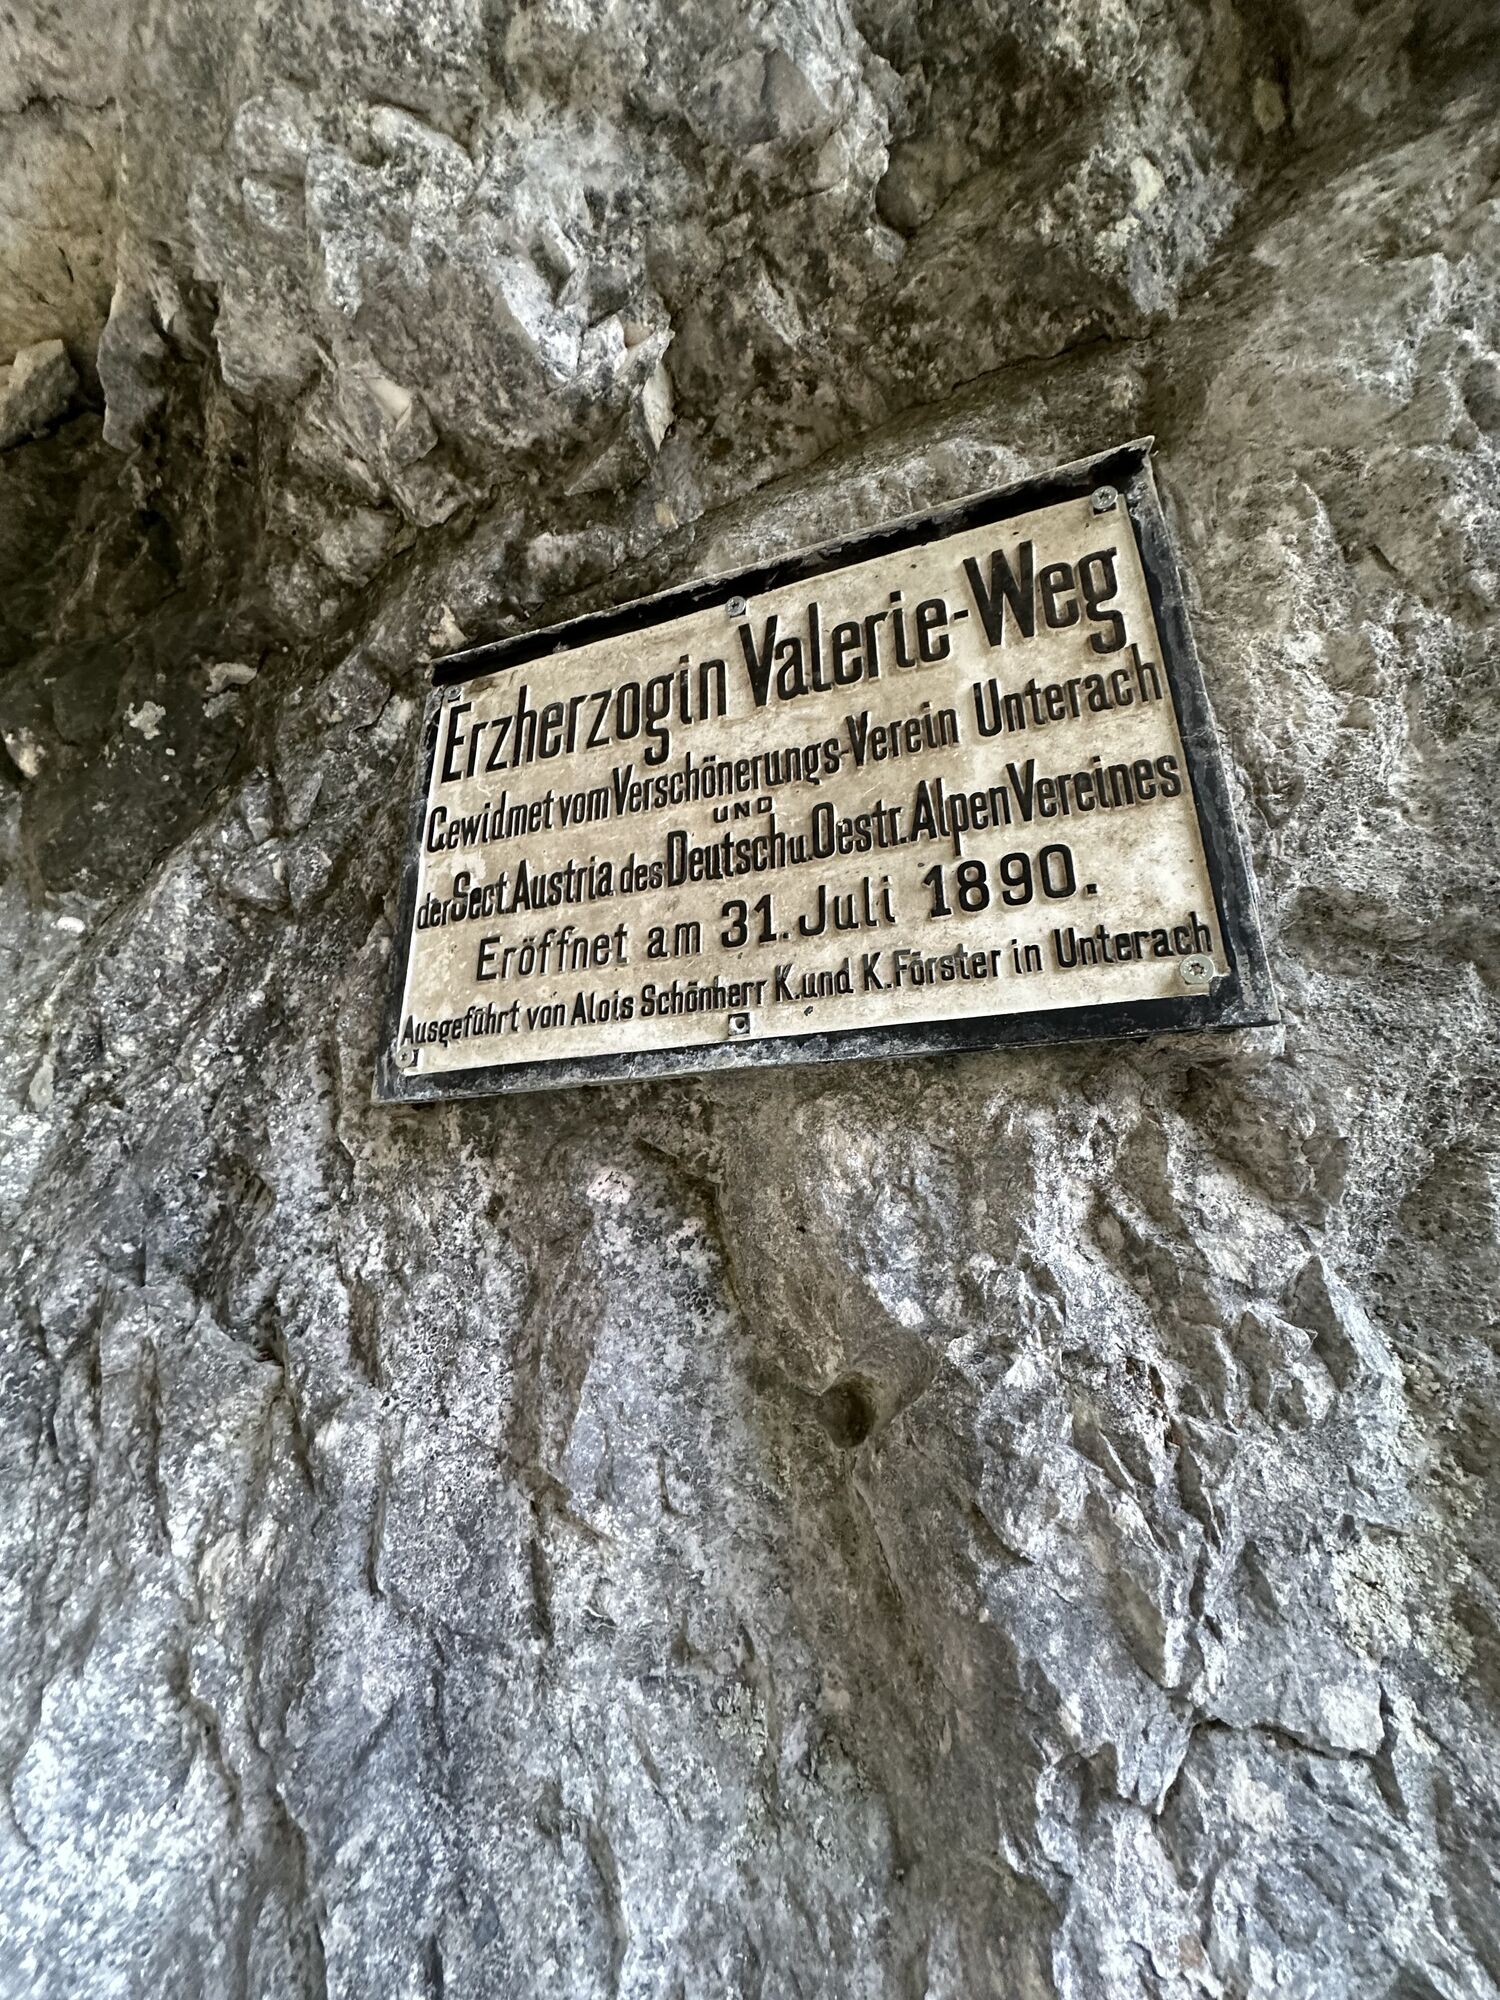 Erzherzogin Valerie-Weg
Gewidmet vom Verschönerungs-Verein Unterach
UND
der Sect. Austria des Deutsch u. Oestr. Alpen Vereines
Eröffnet am 31. Juli 1890.
Ausgeführt von Alois Schönherr K. und K. Förster in Unterach